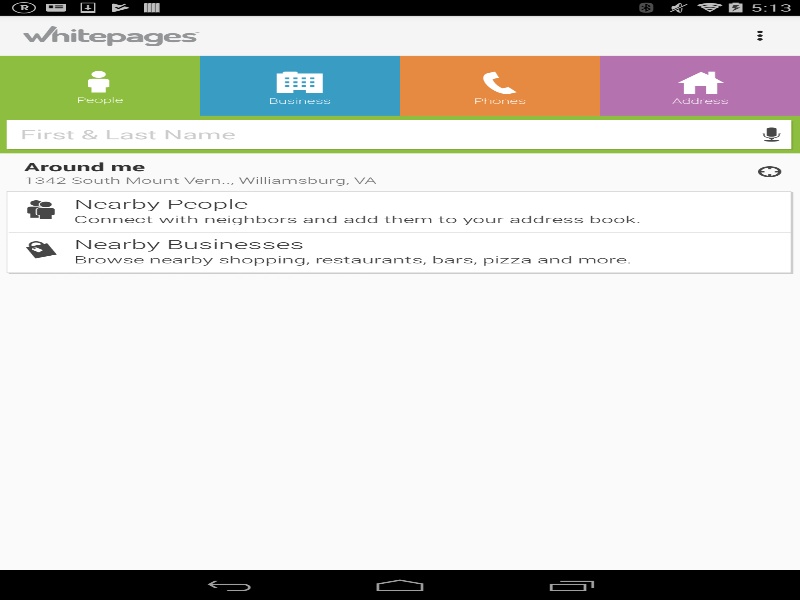 R
5:13
whitepages
People
Business
Phones
Address
First & Last Name
Around me
1342 South Mount Vern.., Williamsburg, VA
Nearby People
Connect with neighbors and add them to your address book.
Nearby Businesses
Browse nearby shopping, restaurants, bars, pizza and more.